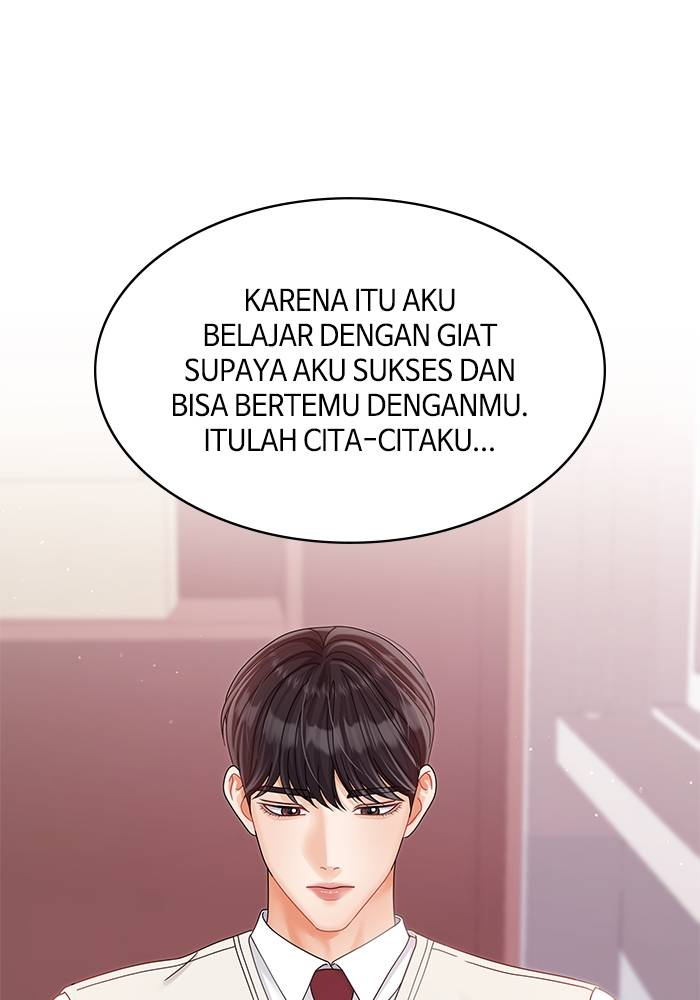 KARENA ITU AKU
BELAJAR DENGAN GIAT
SUPAYA AKU SUKSES DAN
BISA BERTEMU DENGANMU.
ITULAH CITA-CITAKU...